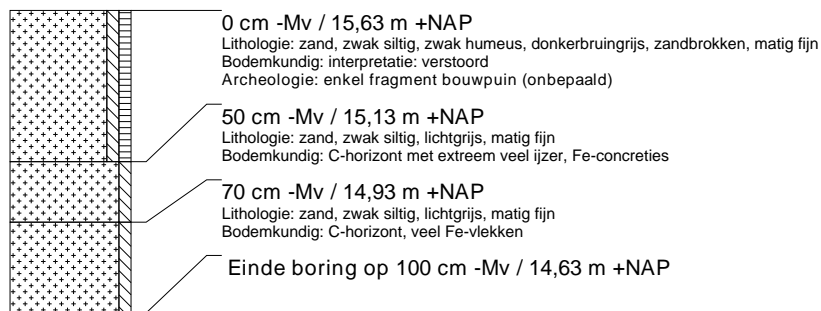 0 cm -Mv / 15,63 m +NAP
Lithologie: zand, zwak siltig, zwak humeus, donkerbruingrijs, zandbrokken, matig fijn
Bodemkundig: interpretatie: verstoord
Archeologie: enkel fragment bouwpuin (onbepaald)
50 cm -Mv / 15,13 m +NAP
Lithologie: zand, zwak siltig, lichtgrijs, matig fijn
Bodemkundig: C-horizont met extreem veel ijzer, Fe-concreties
70 cm -Mv / 14,93 m +NAP
Lithologie: zand, zwak siltig, lichtgrijs, matig fijn
Bodemkundig: C-horizont, veel Fe-vlekken
Einde boring op 100 cm -Mv / 14,63 m +NAP